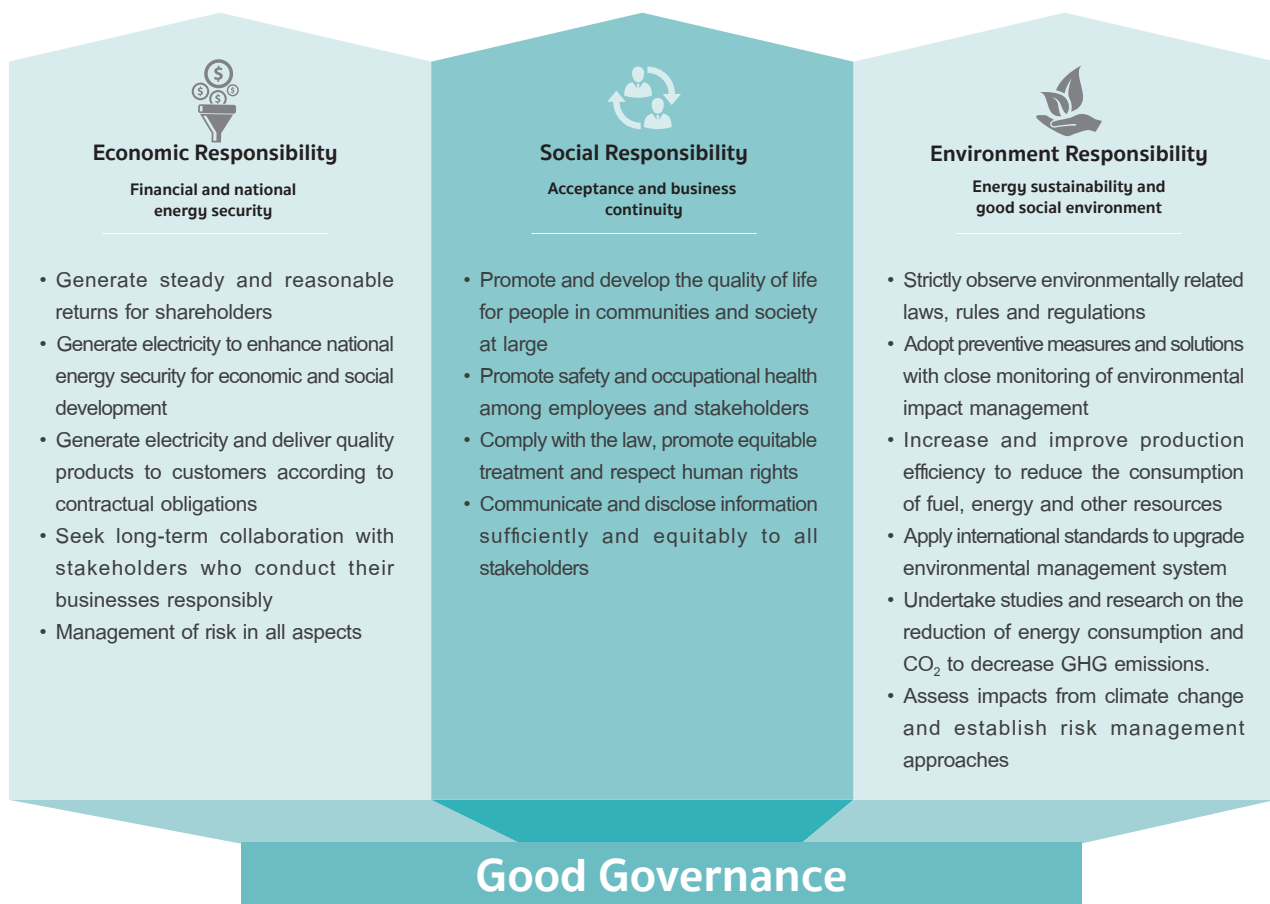 Economic Responsibility
Financial and national
energy security
• Generate steady and reasonable
returns for shareholders
• Generate electricity to enhance national
energy security for economic and social
development
• Generate electricity and deliver quality
products to customers according to
contractual obligations
• Seek long-term collaboration with
stakeholders who conduct their
businesses responsibly
• Management of risk in all aspects
Social Responsibility
Acceptance and business
continuity
• Promote and develop the quality of life
for people in communities and society
at large
• Promote safety and occupational health
among employees and stakeholders
• Comply with the law, promote equitable
treatment and respect human rights
• Communicate and disclose information
sufficiently and equitably to all
stakeholders
Environment Responsibility
Energy sustainability and
good social environment
• Strictly observe environmentally related
laws, rules and regulations
• Adopt preventive measures and solutions
with close monitoring of environmental
impact management
• Increase and improve production
efficiency to reduce the consumption
of fuel, energy and other resources
• Apply international standards to upgrade
environmental management system
• Undertake studies and research on the
reduction of energy consumption and
CO₂ to decrease GHG emissions.
• Assess impacts from climate change
and establish risk management
approaches
Good Governance